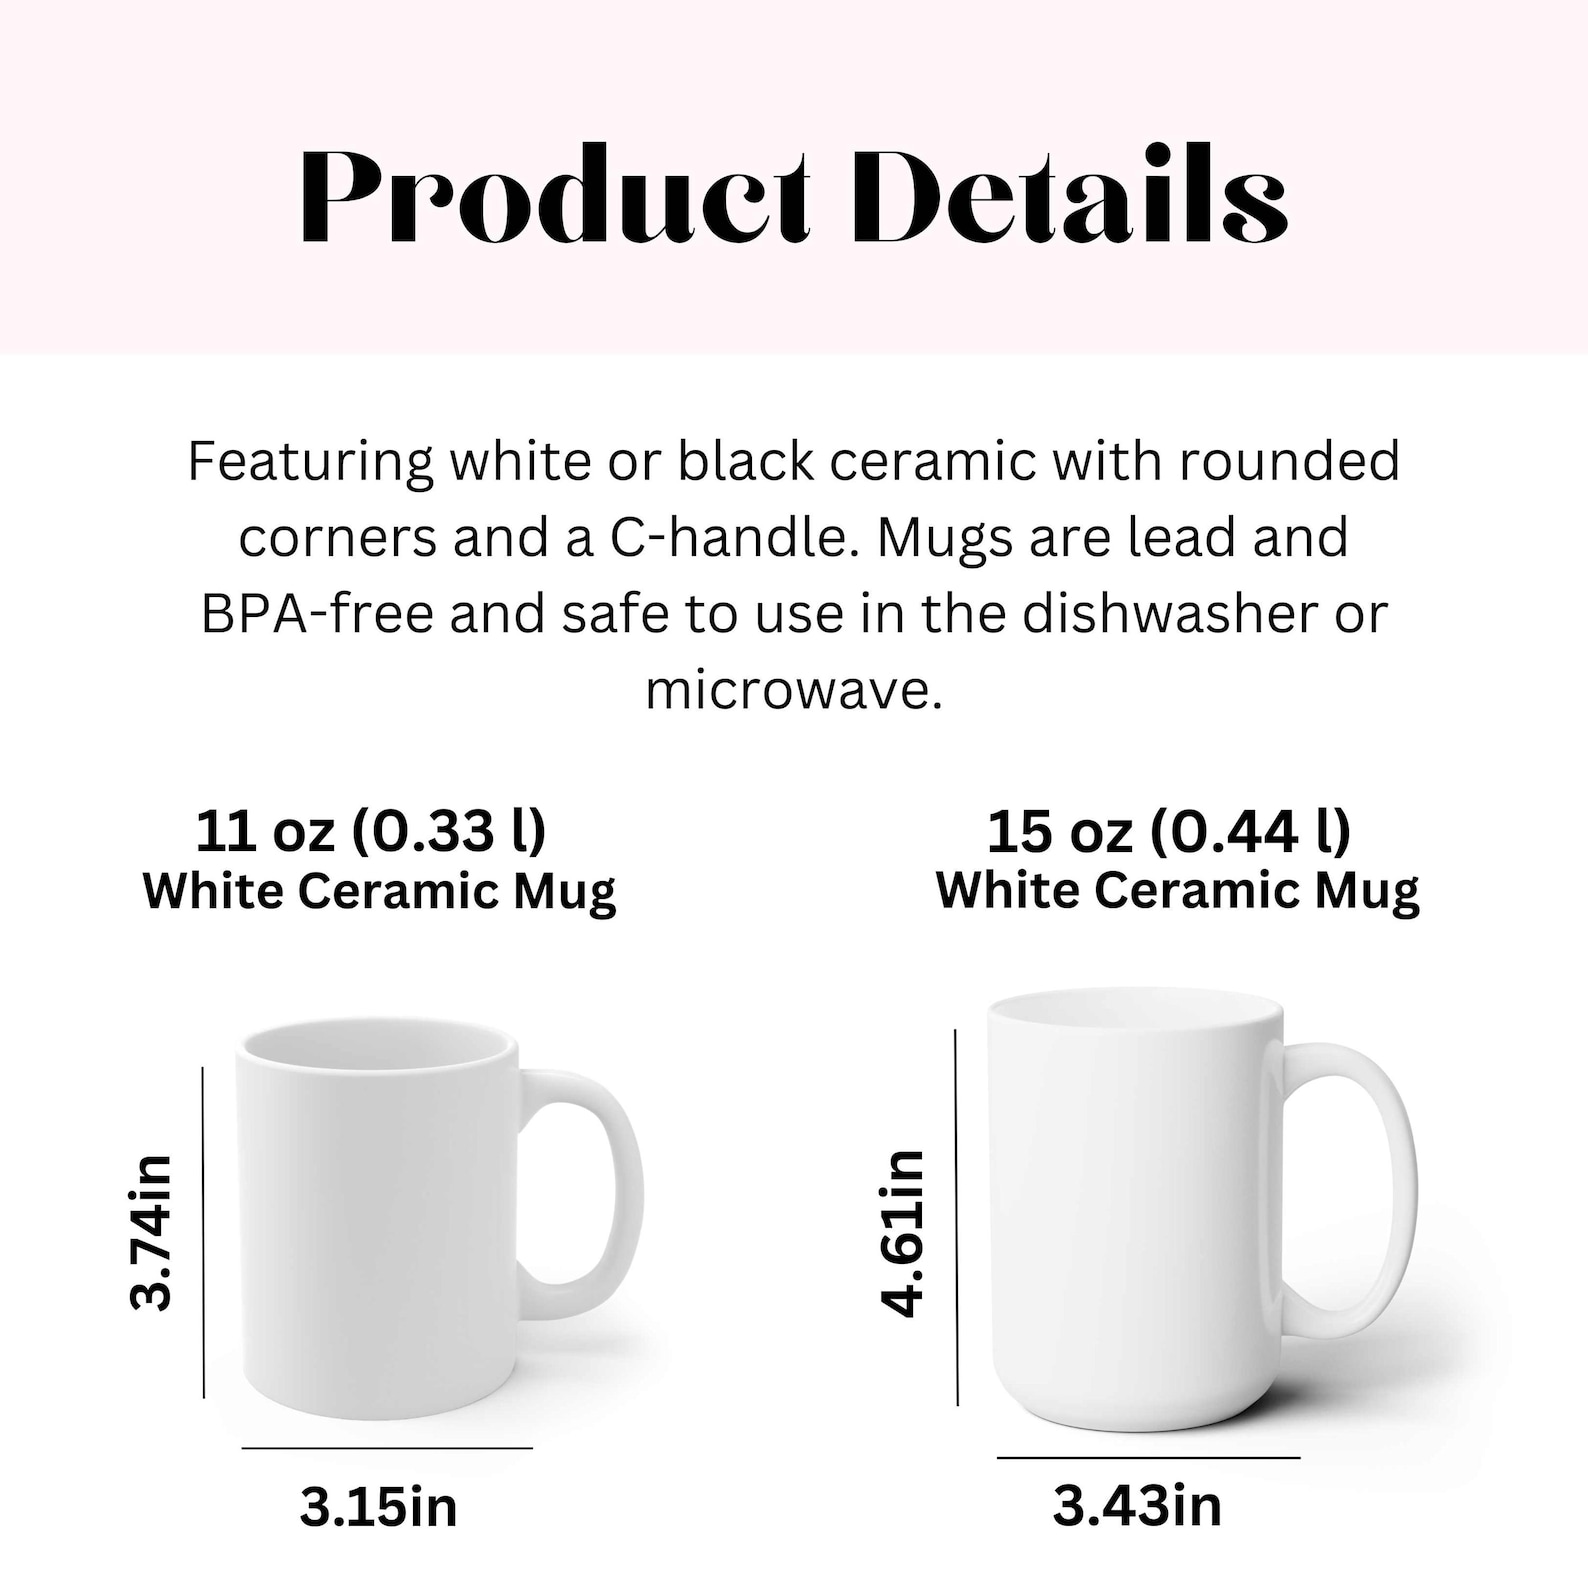 Product Details
Featuring white or black ceramic with rounded
corners and a C-handle. Mugs are lead and
BPA-free and safe to use in the dishwasher or
microwave.
11 oz (0.33 l)
White Ceramic Mug
15 oz (0.44 l)
White Ceramic Mug
3.74in
3.15in
4.61in
3.43in